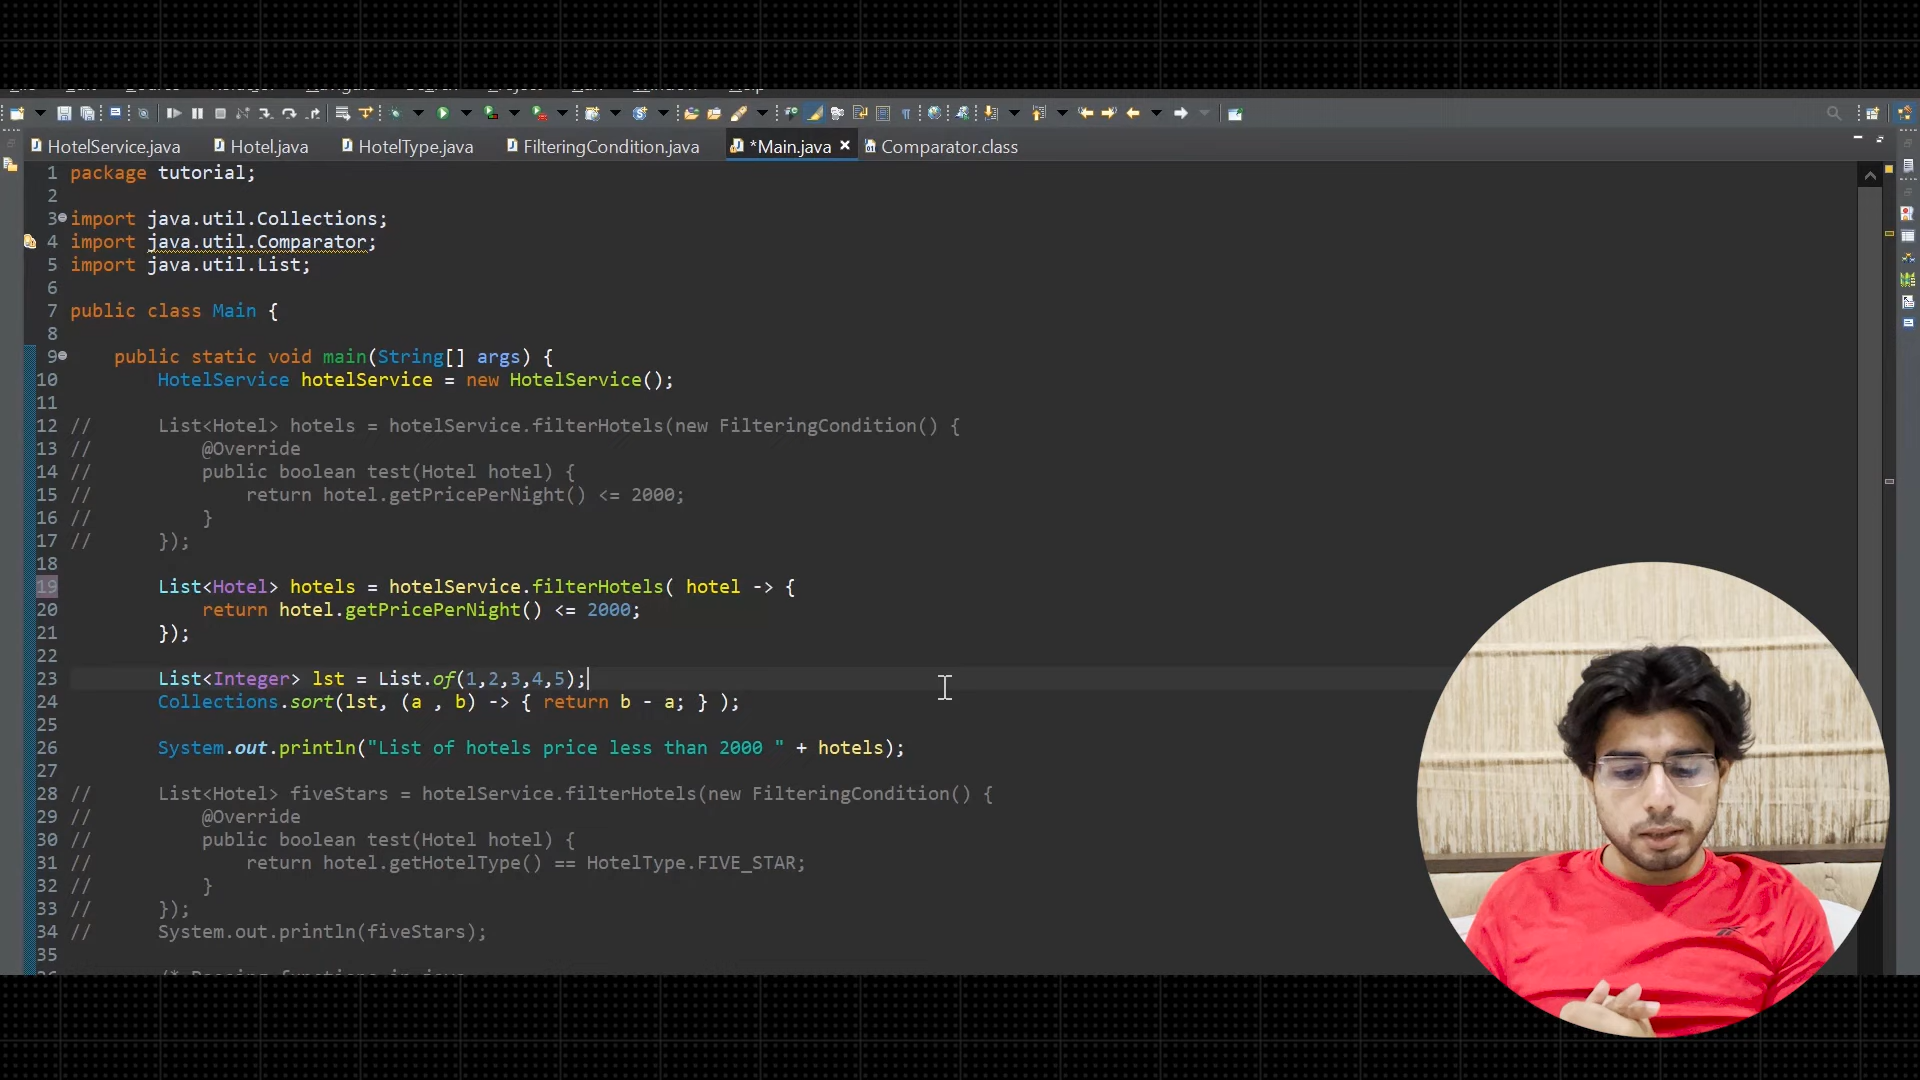 HotelService.java
Hotel.java
HotelType.java
FilteringCondition.java
*Main.java
Comparator.class
1 package tutorial;
2
3 import java.util.Collections;
4 import java.util.Comparator;
5 import java.util.List;
6
7 public class Main {
8
9 public static void main(String[] args) {
10 HotelService hotelService = new HotelService();
11
12 // List<Hotel> hotels = hotelService.filterHotels(new FilteringCondition() {
13 // @Override
14 // public boolean test(Hotel hotel) {
15 // return hotel.getPricePerNight() <= 2000;
16 // }
17 // });
18
19 List<Hotel> hotels = hotelService.filterHotels( hotel -> {
20 return hotel.getPricePerNight() <= 2000;
21 });
22
23 List<Integer> lst = List.of(1,2,3,4,5);
24 Collections.sort(lst, (a , b) -> { return b - a; } );
25
26 System.out.println("List of hotels price less than 2000 " + hotels);
27
28 // List<Hotel> fiveStars = hotelService.filterHotels(new FilteringCondition() {
29 // @Override
30 // public boolean test(Hotel hotel) {
31 // return hotel.getHotelType() == HotelType.FIVE_STAR;
32 // }
33 // });
34 // System.out.println(fiveStars);
35